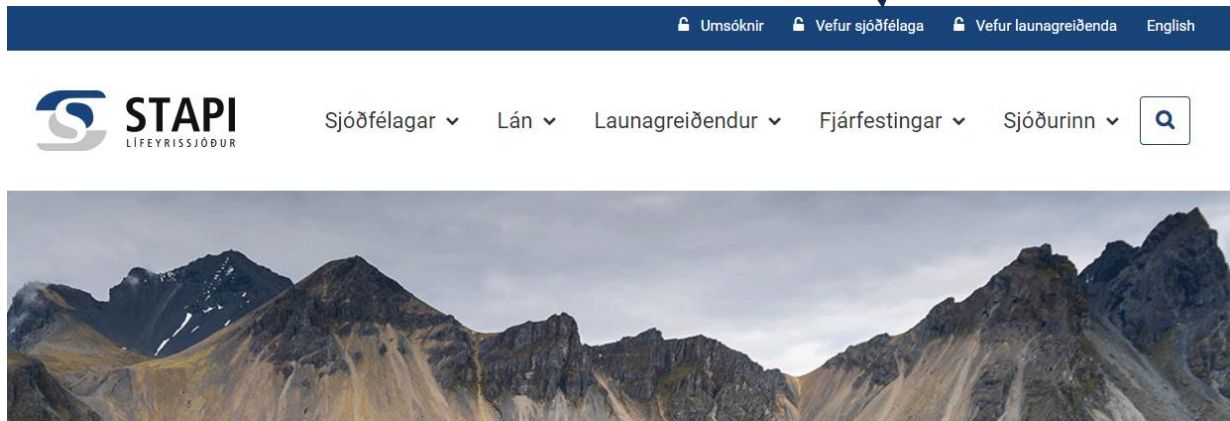 Umsóknir Vefur sjóðfélaga Vefur launagreiðenda English
STAPI
LÍFEYRISSJÓÐUR
Sjóðfélagar Lán Launagreiðendur Fjárfestingar Sjóðurinn